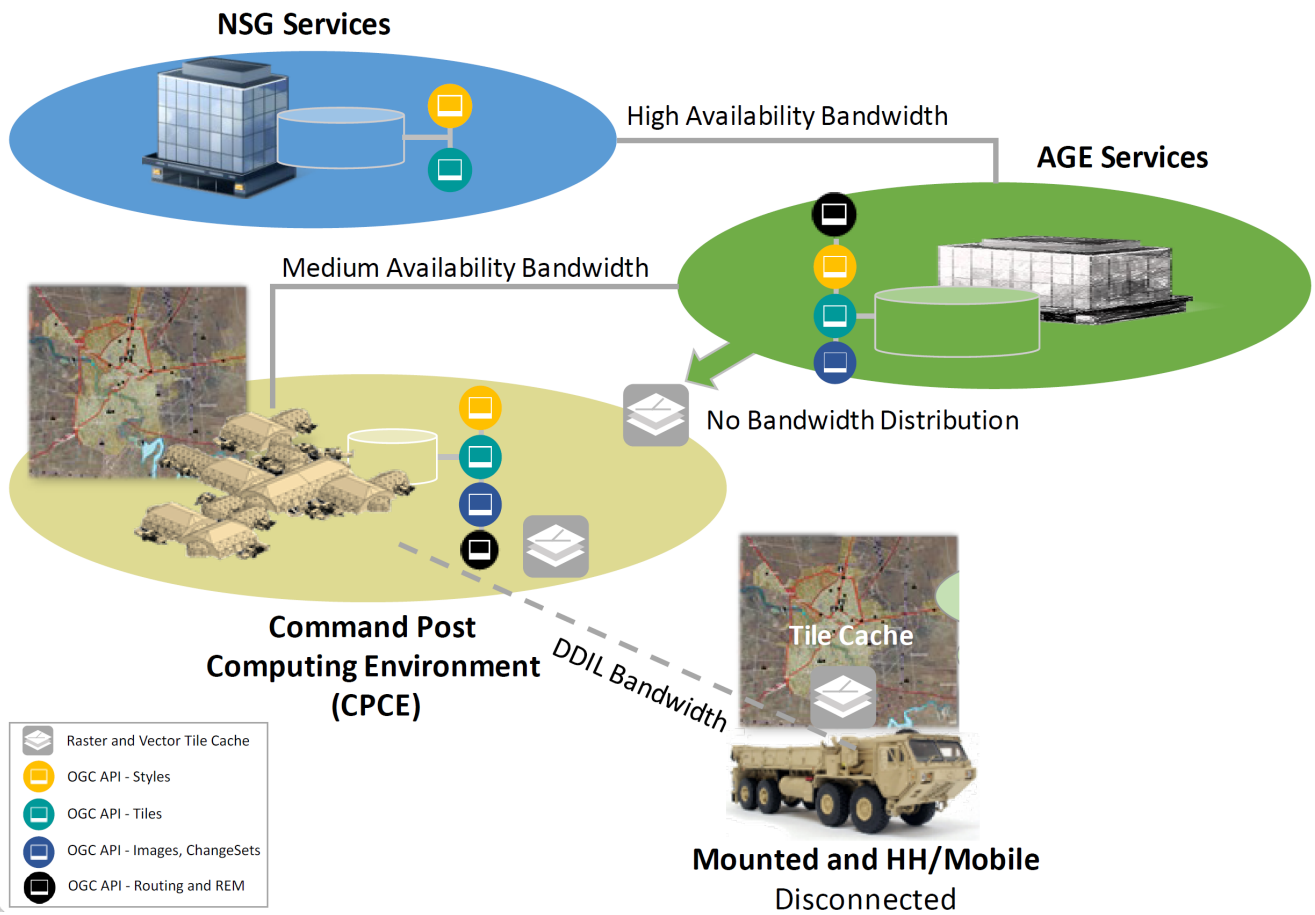 NSG Services
High Availability Bandwidth
AGE Services
Medium Availability Bandwidth
No Bandwidth Distribution
Command Post
Computing Environment
(CPCE)
DDIL Bandwidth
Tile Cache
Mounted and HH/Mobile
Disconnected
Raster and Vector Tile Cache
OGC API - Styles
OGC API - Tiles
OGC API - Images, ChangeSets
OGC API - Routing and REM